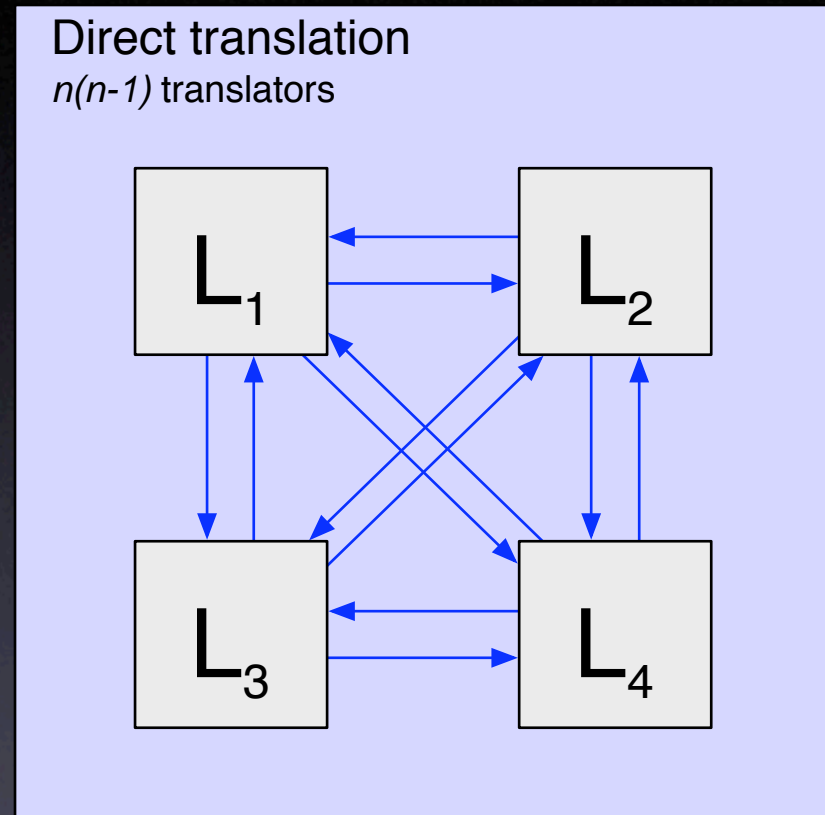 Direct translation
n(n-1) translators
L1
L2
L3
L4